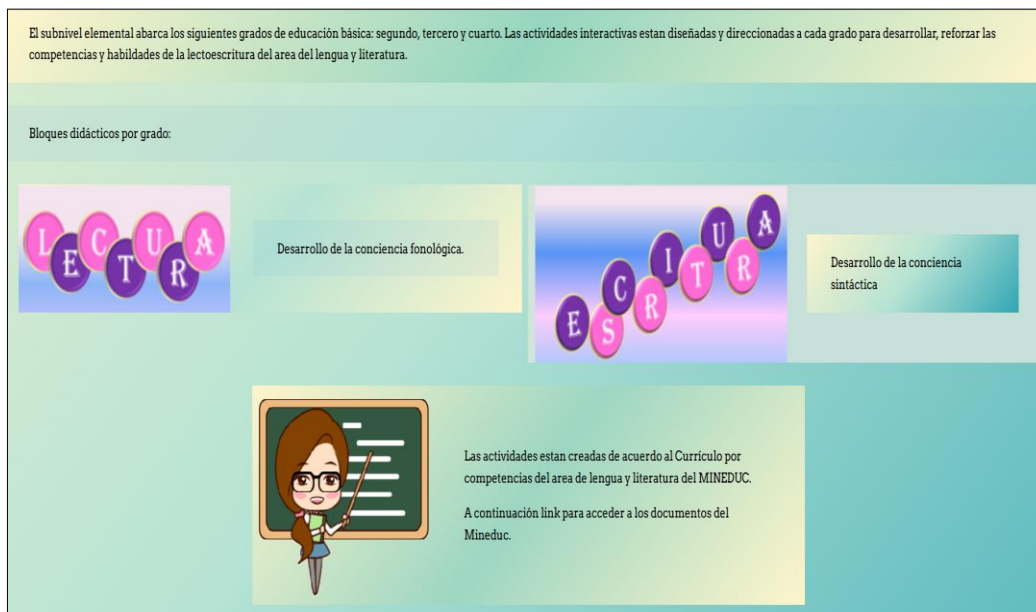 El subnivel elemental abarca los siguientes grados de educación básica: segundo, tercero y cuarto. Las actividades interactivas estan diseñadas y direccionadas a cada grado para desarrollar, reforzar las
competencias y habildades de la lectoescritura del area del lengua y literatura.
Bloques didácticos por grado:
LECTURA
Desarrollo de la conciencia fonológica.
ESCRITURA
Desarrollo de la conciencia
sintáctica
Las actividades estan creadas de acuerdo al Currículo por
competencias del area de lengua y literatura del MINEDUC.
A continuación link para acceder a los documentos del
Mineduc.